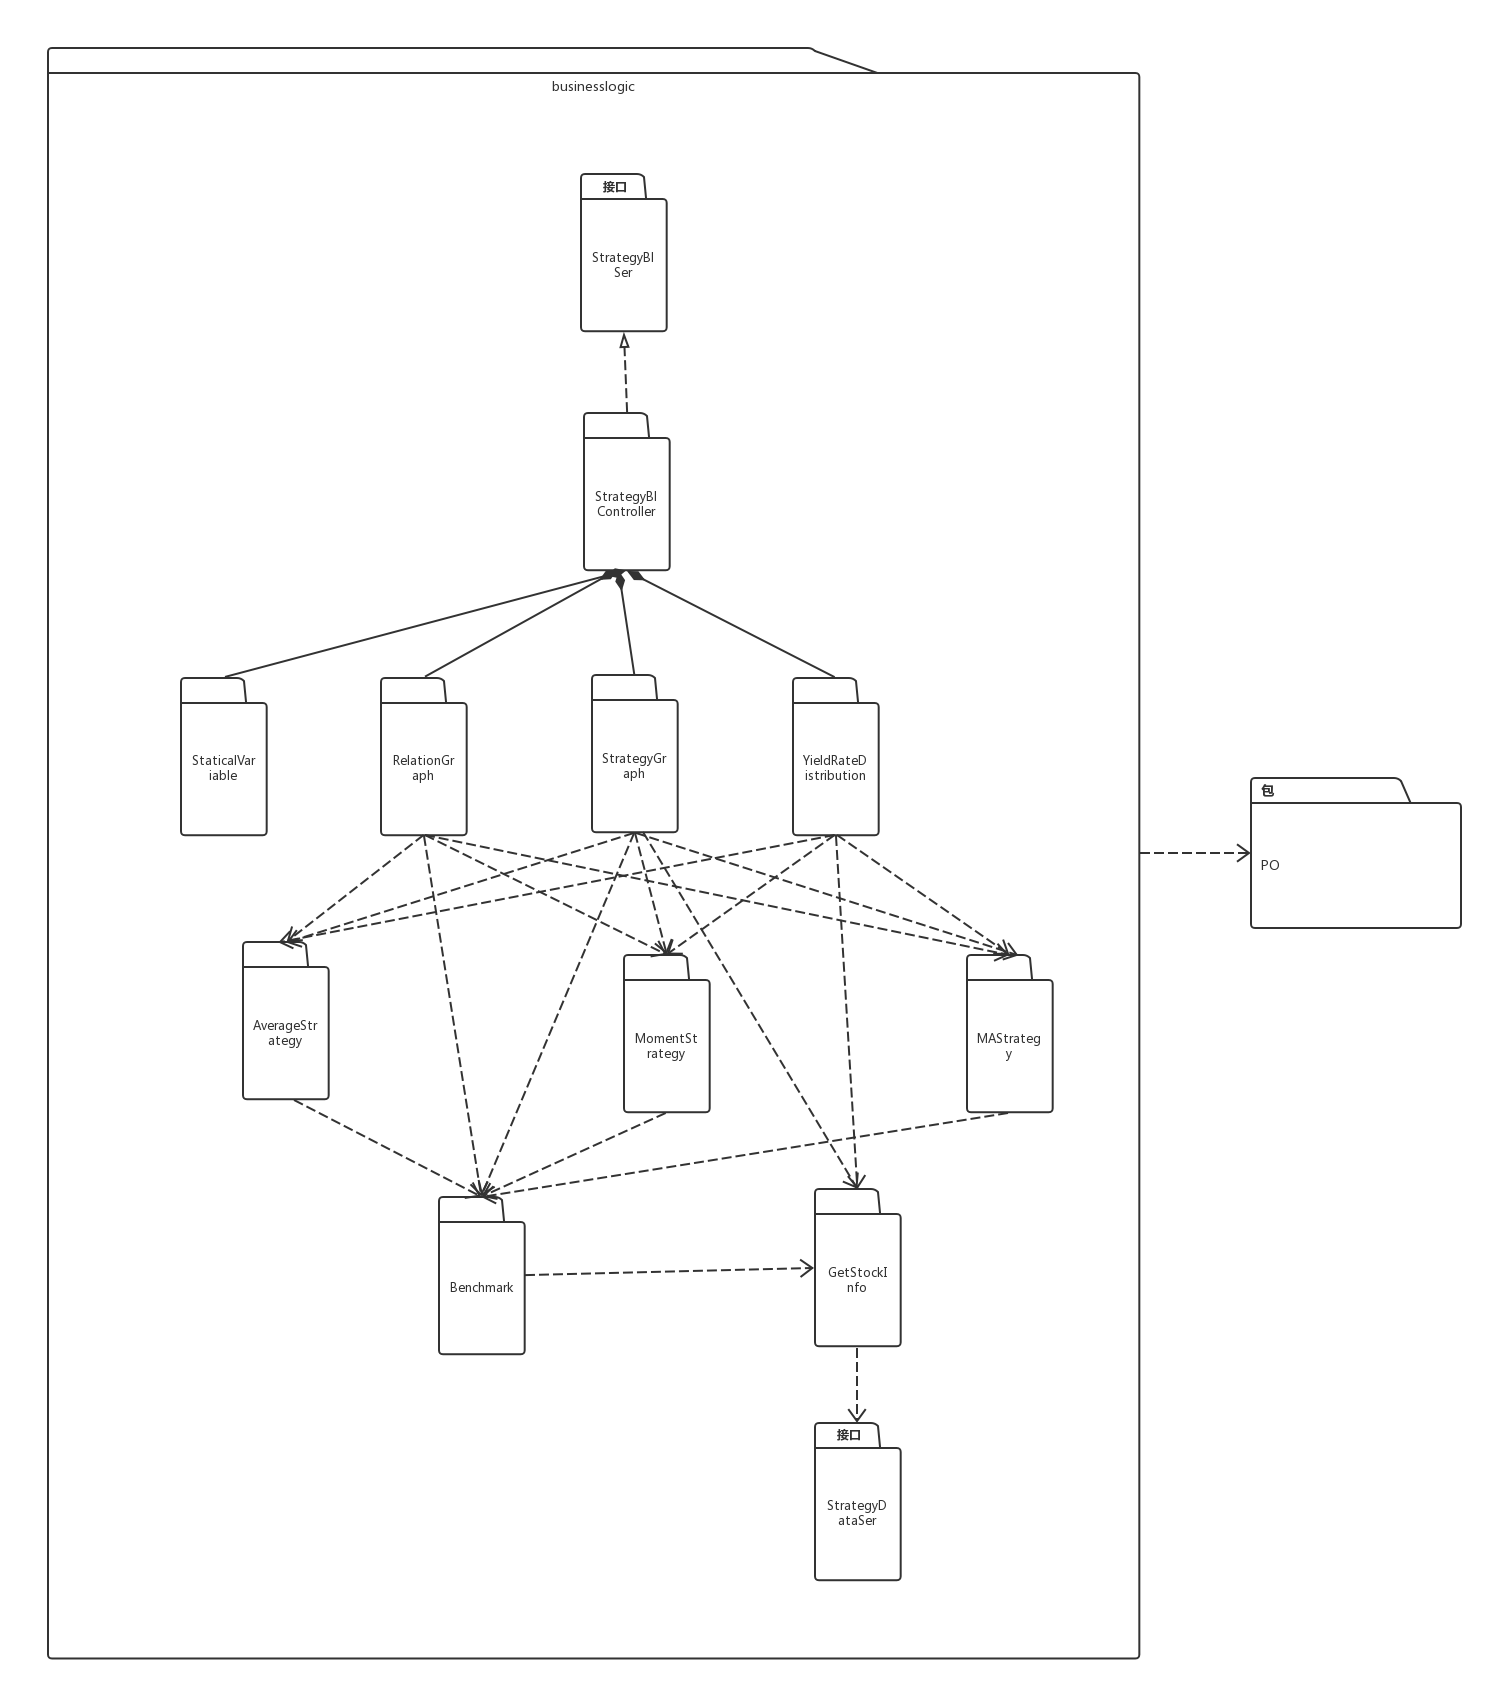 businesslogic
接口
StrategyBl
Ser
StrategyBl
Controller
StaticalVar
iable
RelationGr
aph
StrategyGr
aph
YieldRateD
istribution
包
PO
AverageStr
ategy
MomentSt
rategy
MAStrateg
y
Benchmark
GetStockI
nfo
接口
StrategyD
ataSer